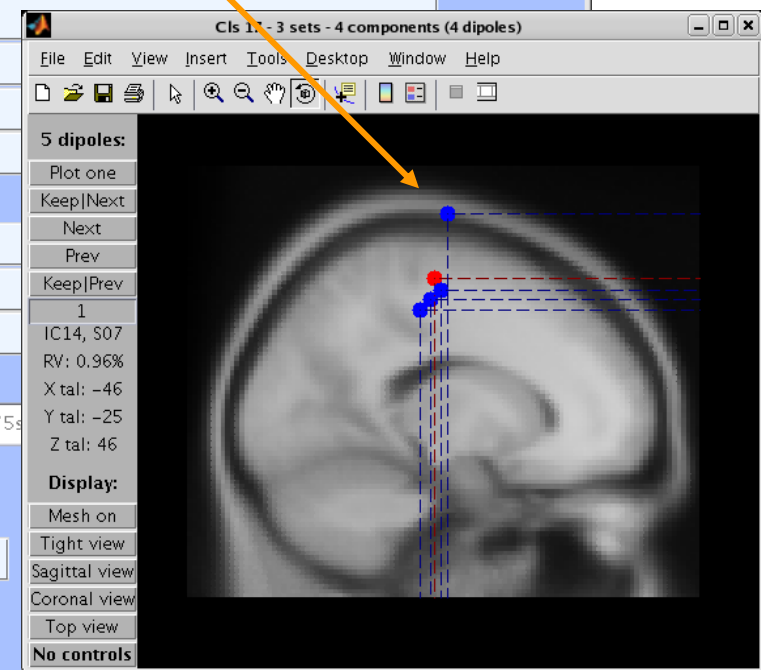 Cls 17 - 3 sets - 4 components (4 dipoles)
File Edit View Insert Tools Desktop Window Help
5 dipoles:
Plot one
Keep|Next
Next
Prev
Keep|Prev
1
IC14, S07
RV: 0.96%
X tal: -46
Y tal: -25
Z tal: 46
Display:
Mesh on
Tight view
Sagittal view
Coronal view
Top view
No controls